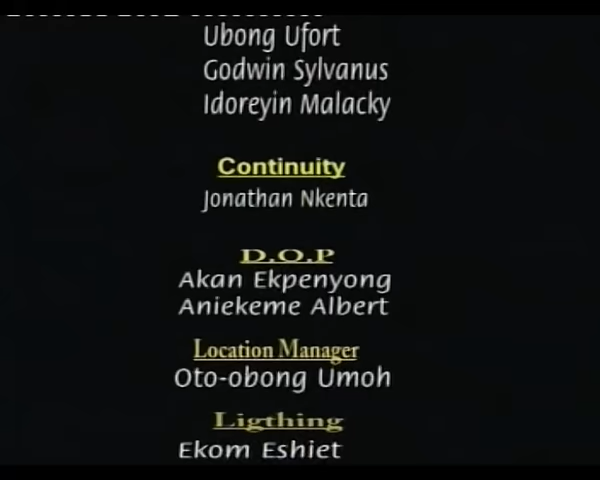 Ubong Ufort
Godwin Sylvanus
Idoreyin Malacky
Continuity
Jonathan Nkenta
D.O.P
Akan Ekpenyong
Aniekeme Albert
Location Manager
Oto-obong Umoh
Ligthing
Ekom Eshiet